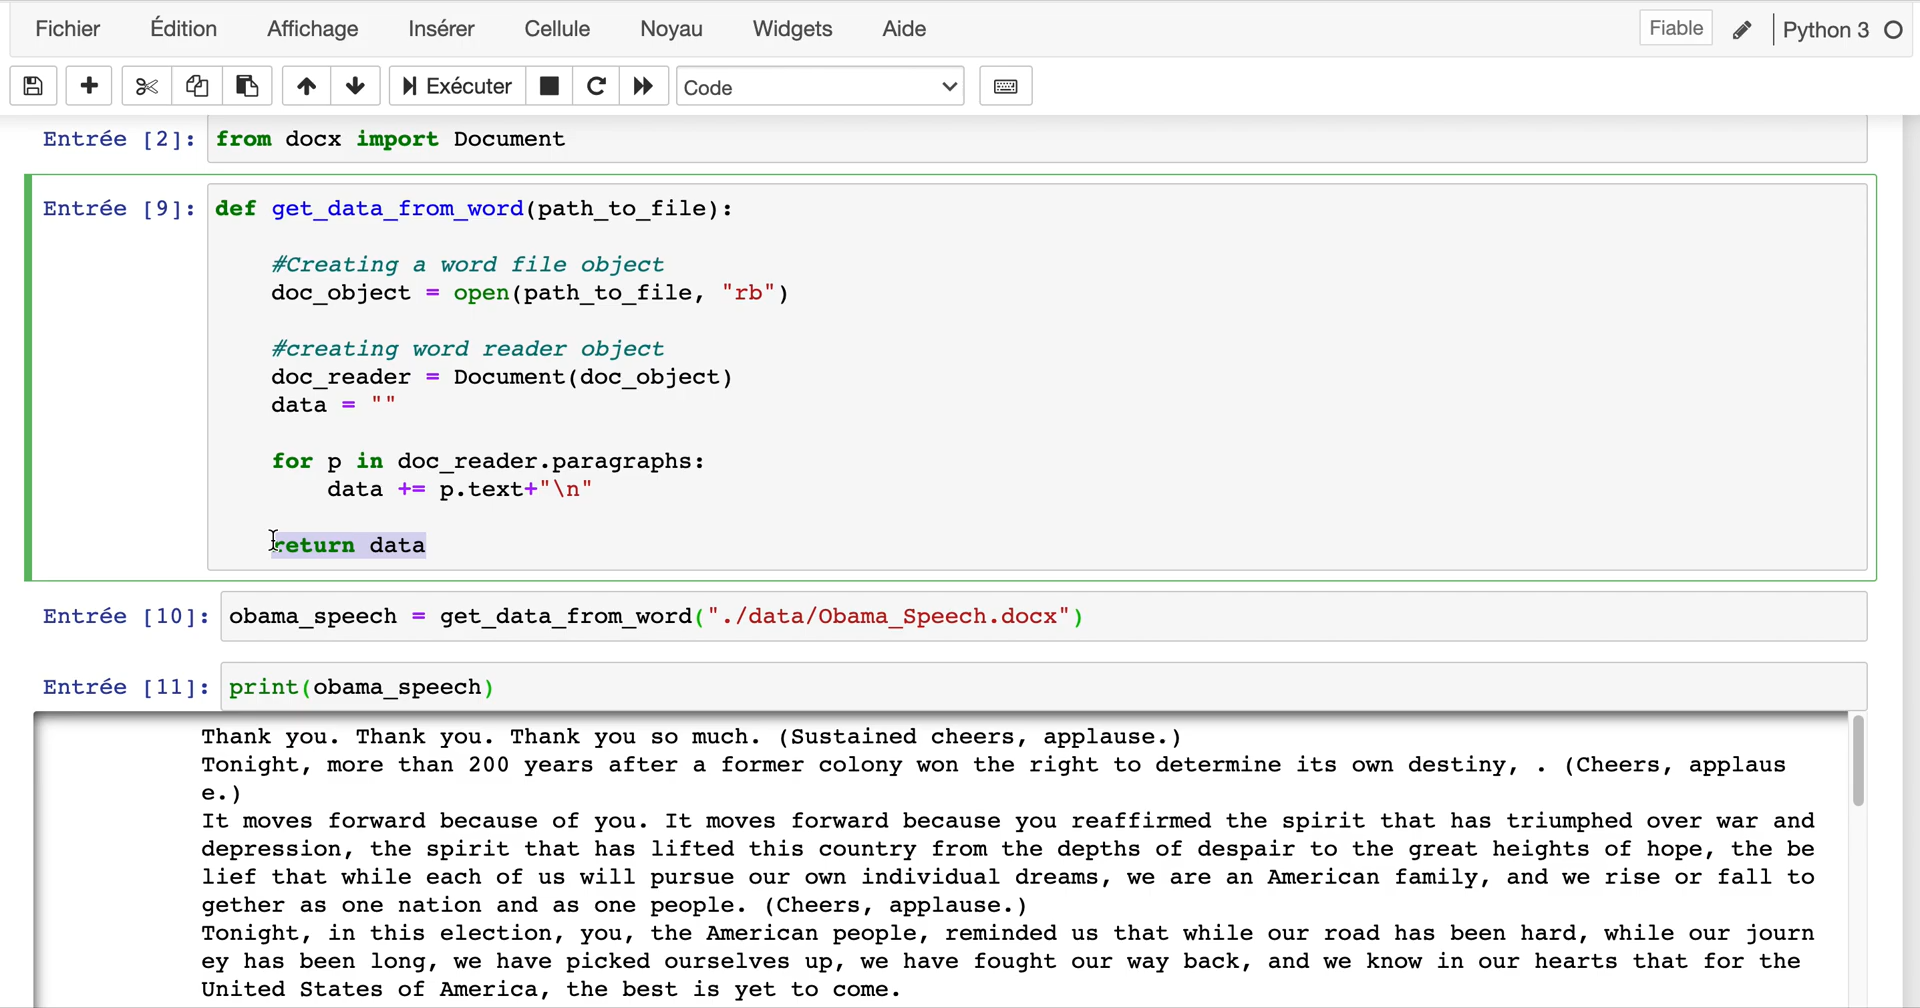 Fichier Édition Affichage Insérer Cellule Noyau Widgets Aide Fiable Python 3
Exécuter Code
Entrée [2]: from docx import Document
Entrée [9]: def get_data_from_word(path_to_file):
#Creating a word file object
doc_object = open(path_to_file, "rb")
#creating word reader object
doc_reader = Document(doc_object)
data = ""
for p in doc_reader.paragraphs:
data += p.text+"\n"
return data
Entrée [10]: obama_speech = get_data_from_word("./data/Obama_Speech.docx")
Entrée [11]: print(obama_speech)
Thank you. Thank you. Thank you so much. (Sustained cheers, applause.)
Tonight, more than 200 years after a former colony won the right to determine its own destiny, . (Cheers, applaus
e.)
It moves forward because of you. It moves forward because you reaffirmed the spirit that has triumphed over war and
depression, the spirit that has lifted this country from the depths of despair to the great heights of hope, the be
lief that while each of us will pursue our own individual dreams, we are an American family, and we rise or fall to
gether as one nation and as one people. (Cheers, applause.)
Tonight, in this election, you, the American people, reminded us that while our road has been hard, while our journ
ey has been long, we have picked ourselves up, we have fought our way back, and we know in our hearts that for the
United States of America, the best is yet to come.